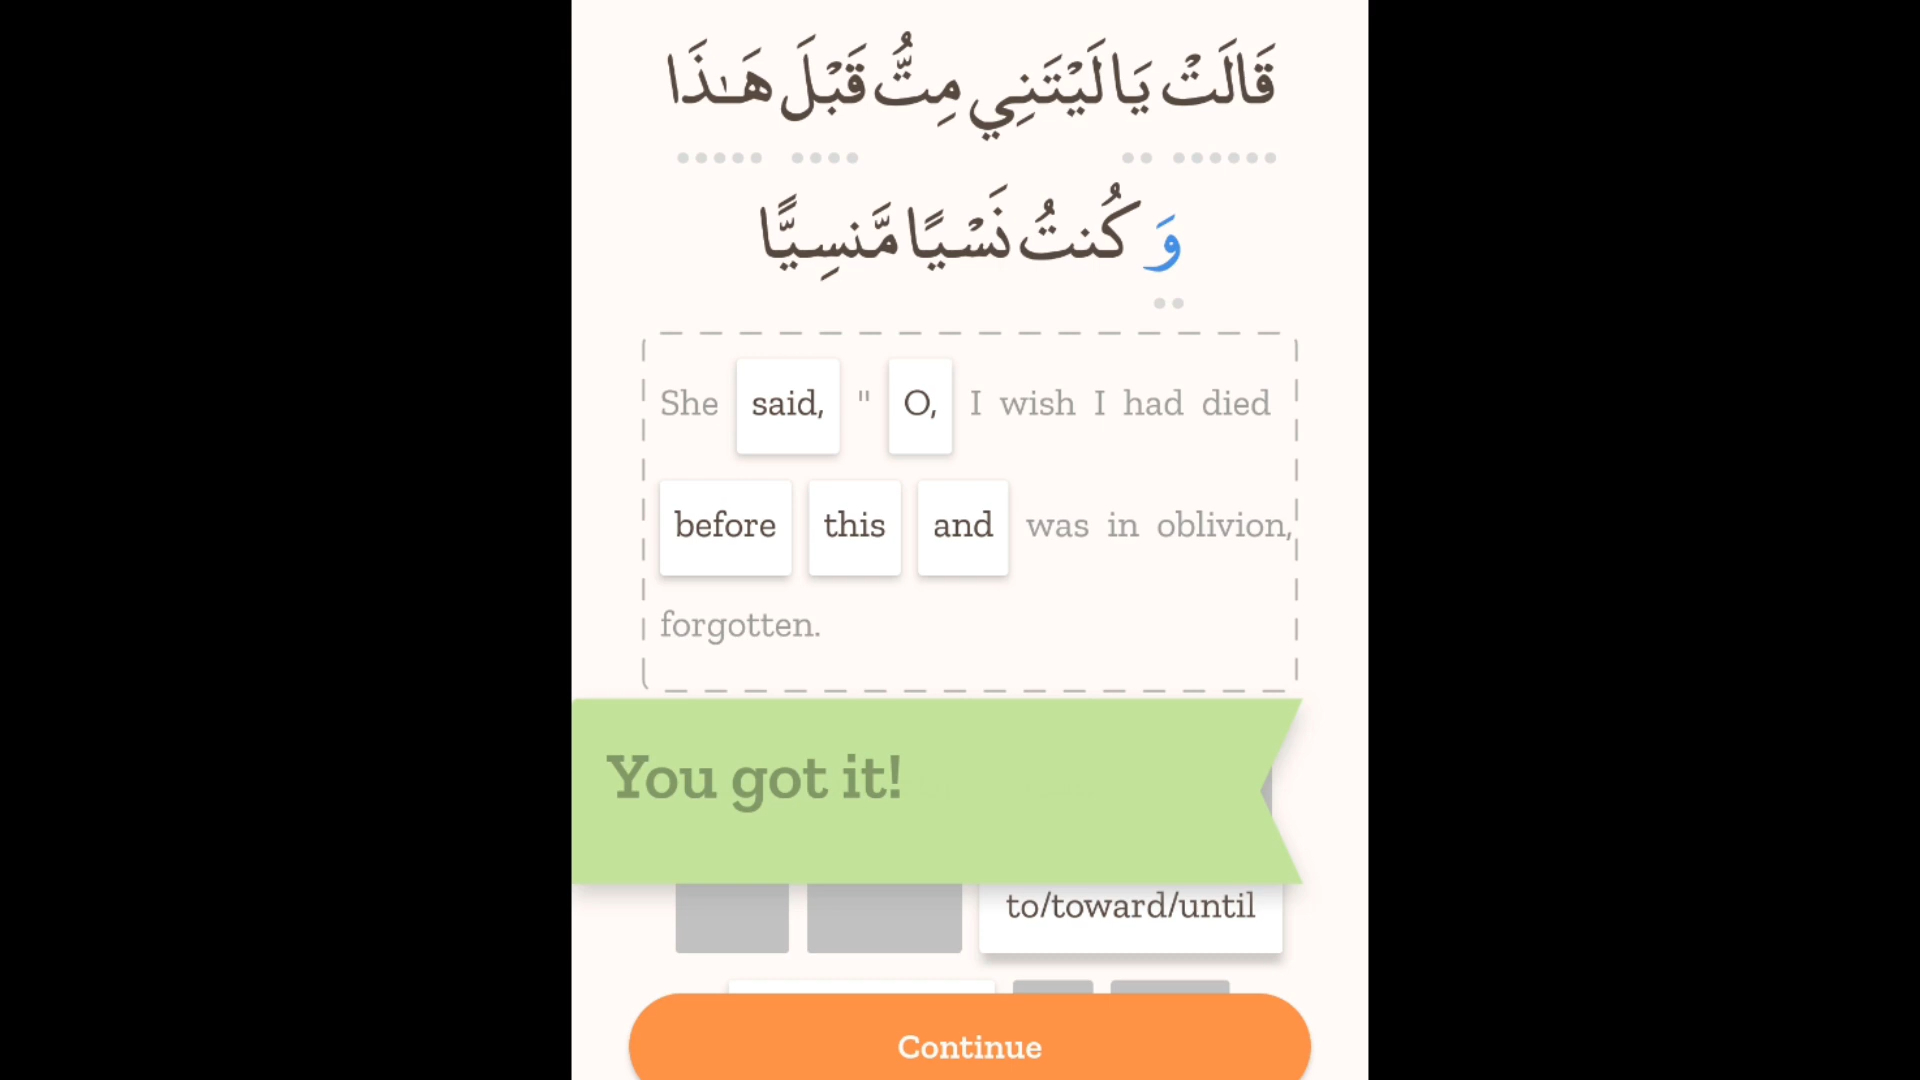 قَالَتْ يَا لَيْتَنِي مِتُّ قَبْلَ هَـٰذَا
وَ كُنتُ نَسْيًا مَّنسِيًّا
She said, " O, I wish I had died
before this and was in oblivion,
forgotten.
You got it!
to/toward/until
Continue